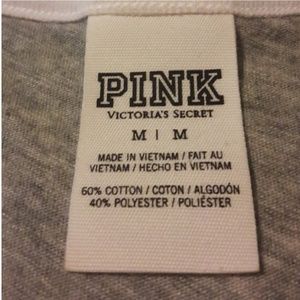 PINK
VICTORIA'S SECRET
M | M
MADE IN VIETNAM / FAIT AU
VIETNAM / HECHO EN VIETNAM
60% COTTON / COTON / ALGODÓN
40% POLYESTER / POLIÉSTER